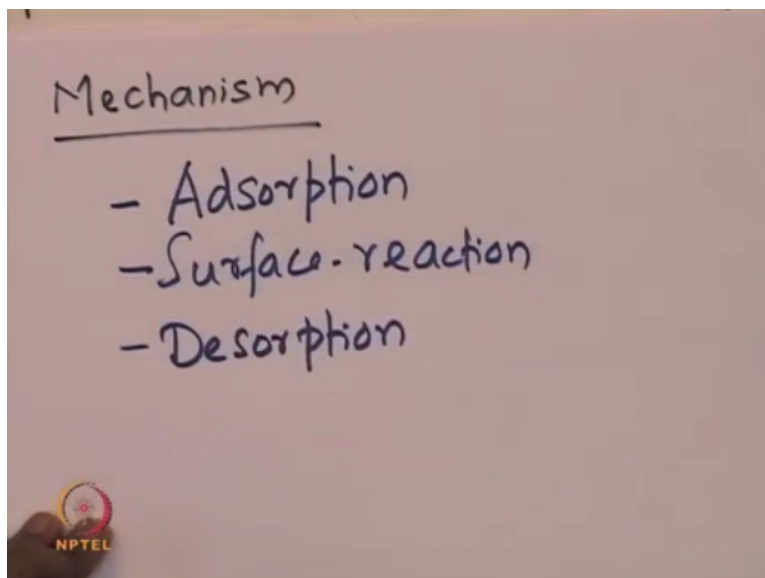 Mechanism
- Adsorption
- Surface-reaction
- Desorption
NPTEL